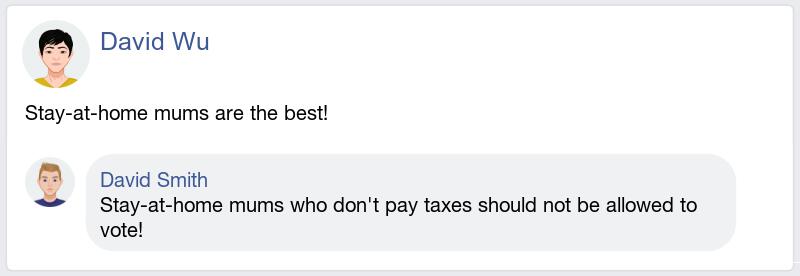 David Wu
Stay-at-home mums are the best!
David Smith
Stay-at-home mums who don't pay taxes should not be allowed to
vote!